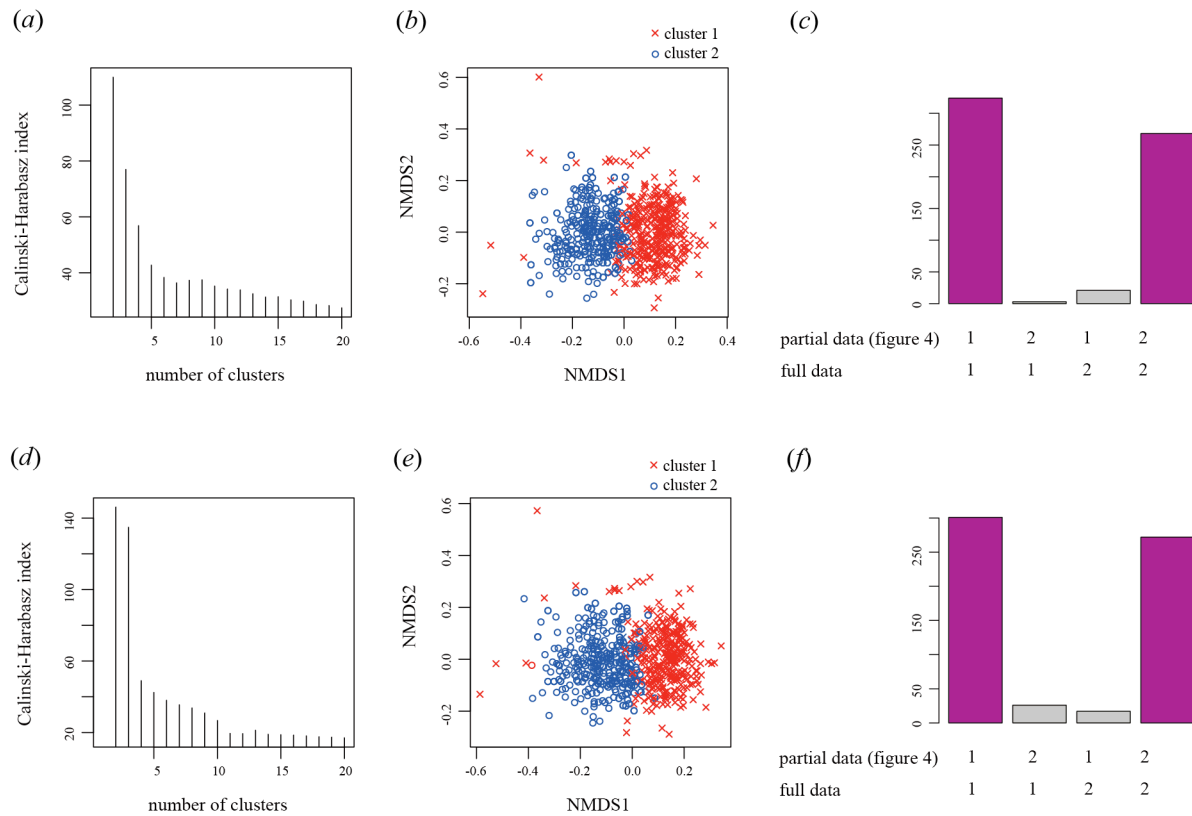 (a)
Calinski-Harabasz index
100
80
60
40
5 10 15 20
number of clusters
(b)
× cluster 1
○ cluster 2
NMDS2
0.6
0.4
0.2
0.0
-0.2
-0.6 -0.4 -0.2 0.0 0.2 0.4
NMDS1
(c)
250
150
50
0
partial data (figure 4) 1 2 1 2
full data 1 1 2 2
(d)
Calinski-Harabasz index
140
100
60
20
5 10 15 20
number of clusters
(e)
× cluster 1
○ cluster 2
NMDS2
0.6
0.4
0.2
0.0
-0.2
-0.6 -0.4 -0.2 0.0 0.2
NMDS1
(f)
250
150
50
0
partial data (figure 4) 1 2 1 2
full data 1 1 2 2